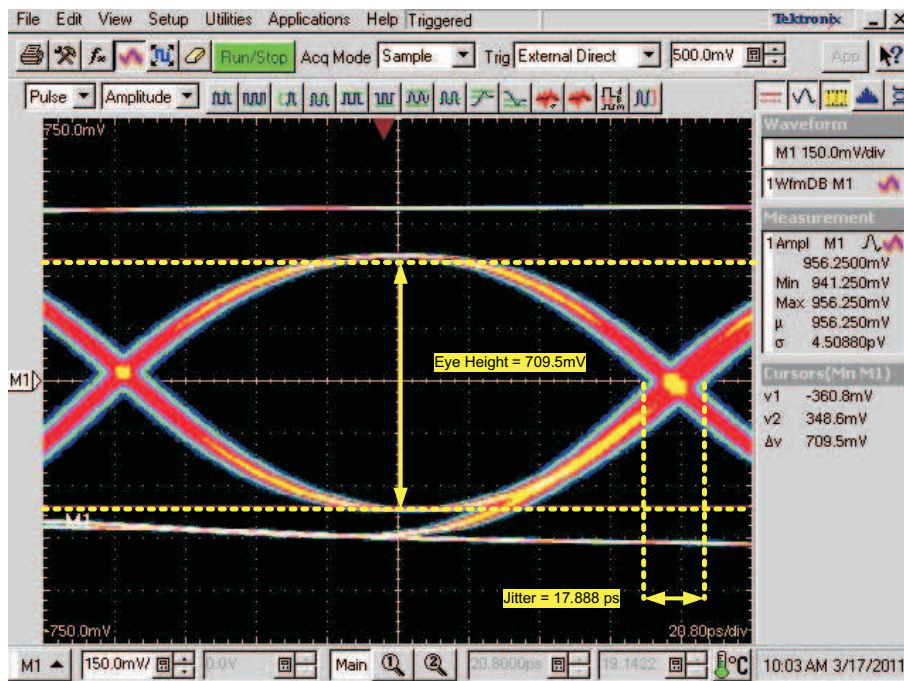 File Edit View Setup Utilities Applications Help Triggered Tektronix
Run/Stop Acq Mode Sample Trig External Direct 500.0mV App
Pulse Amplitude
750.0mV
Waveform
M1 150.0mV/div
1WfmDB M1
Measurement
1 Ampl M1
956.2500mV
Min 941.250mV
Max 956.250mV
µ 956.250mV
σ 4.50880pV
Eye Height = 709.5mV
M1
Cursors(Mn M1)
v1 -360.8mV
v2 348.6mV
Δv 709.5mV
M1
Jitter = 17.888 ps
-750.0mV 20.80ps/div
M1 150.0mV/ 0.0V Main 1 2 20.8000ps 19.1422 °C 10:03 AM 3/17/2011